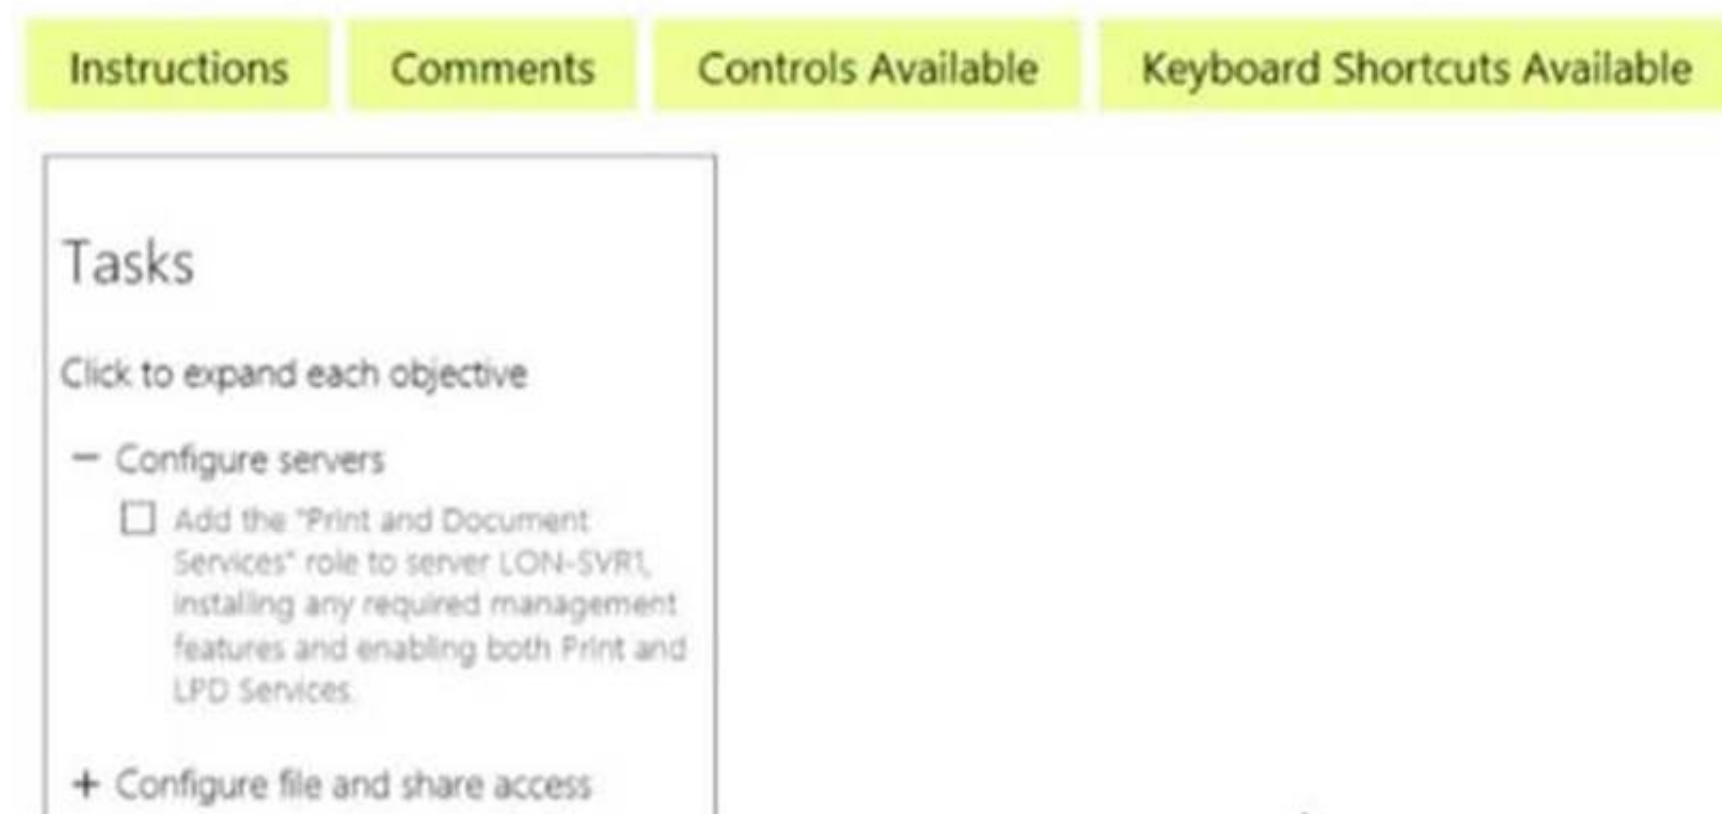 Instructions
Comments
Controls Available
Keyboard Shortcuts Available
Tasks
Click to expand each objective
− Configure servers
Add the "Print and Document
Services" role to server LON-SVR1,
installing any required management
features and enabling both Print and
LPD Services.
+ Configure file and share access